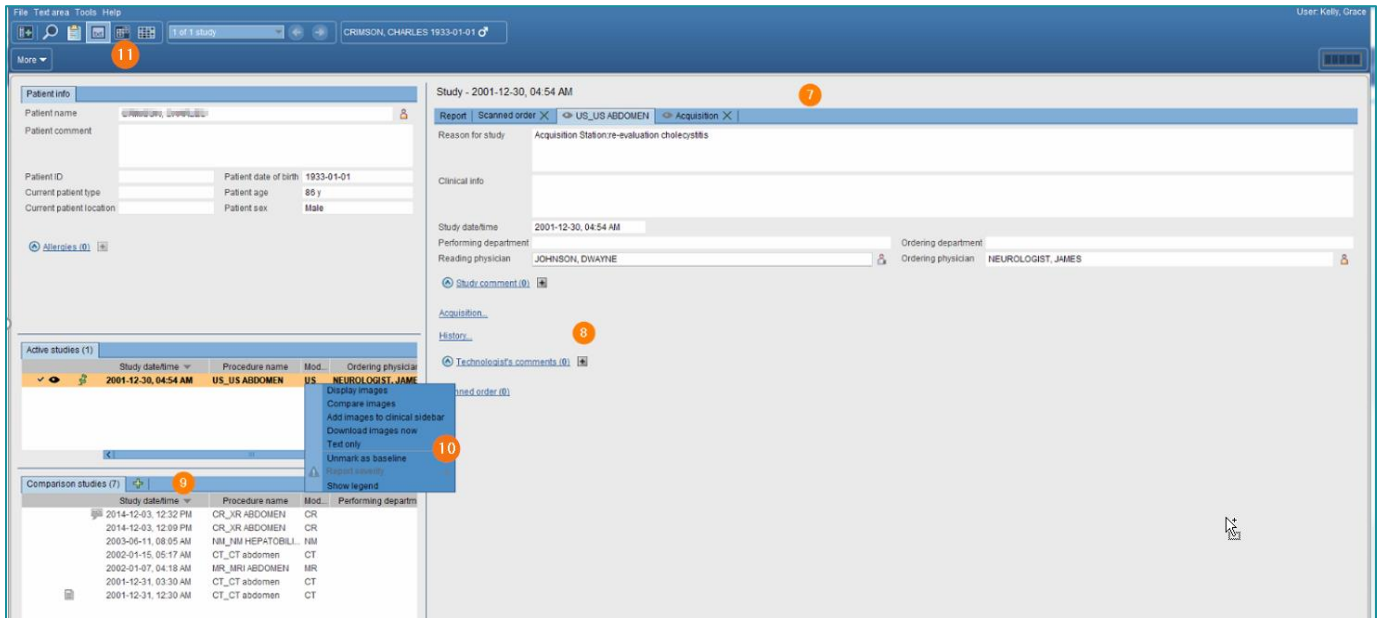 File Text area Tools Help
User: Kelly, Grace
1 of 1 study
CRIMSON, CHARLES 1933-01-01
11
More
Patient info
Patient name
Patient comment
Patient ID
Patient date of birth 1933-01-01
Current patient type
Patient age 86 y
Current patient location
Patient sex Male
Allergies (0)
Active studies (1)
Study date/time Procedure name Mod... Ordering physician
2001-12-30, 04:54 AM US_US ABDOMEN US NEUROLOGIST, JAME
Display images
Compare images
Add images to clinical sidebar
Download images now
Text only
10
Unmark as baseline
Report severity
Show legend
Comparison studies (7)
9
Study date/time Procedure name Mod... Performing departm
2014-12-03, 12:32 PM CR_XR ABDOMEN CR
2014-12-03, 12:09 PM CR_XR ABDOMEN CR
2003-06-11, 08:05 AM NM_NM HEPATOBILI... NM
2002-01-15, 05:17 AM CT_CT abdomen CT
2002-01-07, 04:18 AM MR_MRI ABDOMEN MR
2001-12-31, 03:30 AM CT_CT abdomen CT
2001-12-31, 12:30 AM CT_CT abdomen CT
Study - 2001-12-30, 04:54 AM
7
Report Scanned order US_US ABDOMEN Acquisition
Reason for study Acquisition Station:re-evaluation cholecystitis
Clinical info
Study date/time 2001-12-30, 04:54 AM
Performing department Ordering department
Reading physician JOHNSON, DWAYNE Ordering physician NEUROLOGIST, JAMES
Study comment (0)
Acquisition...
History...
8
Technologist's comments (0)
nned order (0)